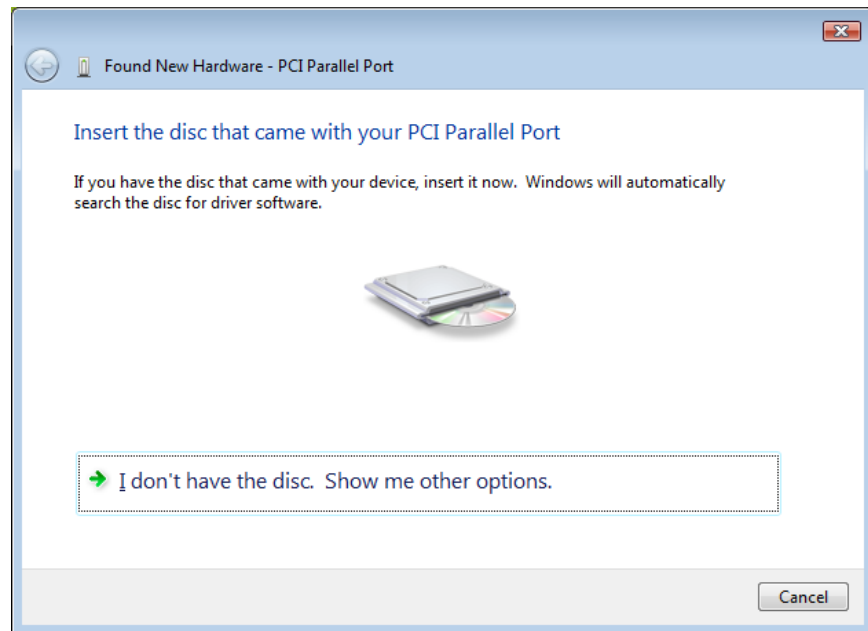 Found New Hardware - PCI Parallel Port
Insert the disc that came with your PCI Parallel Port
If you have the disc that came with your device, insert it now.  Windows will automatically
search the disc for driver software.
I don't have the disc.  Show me other options.
Cancel